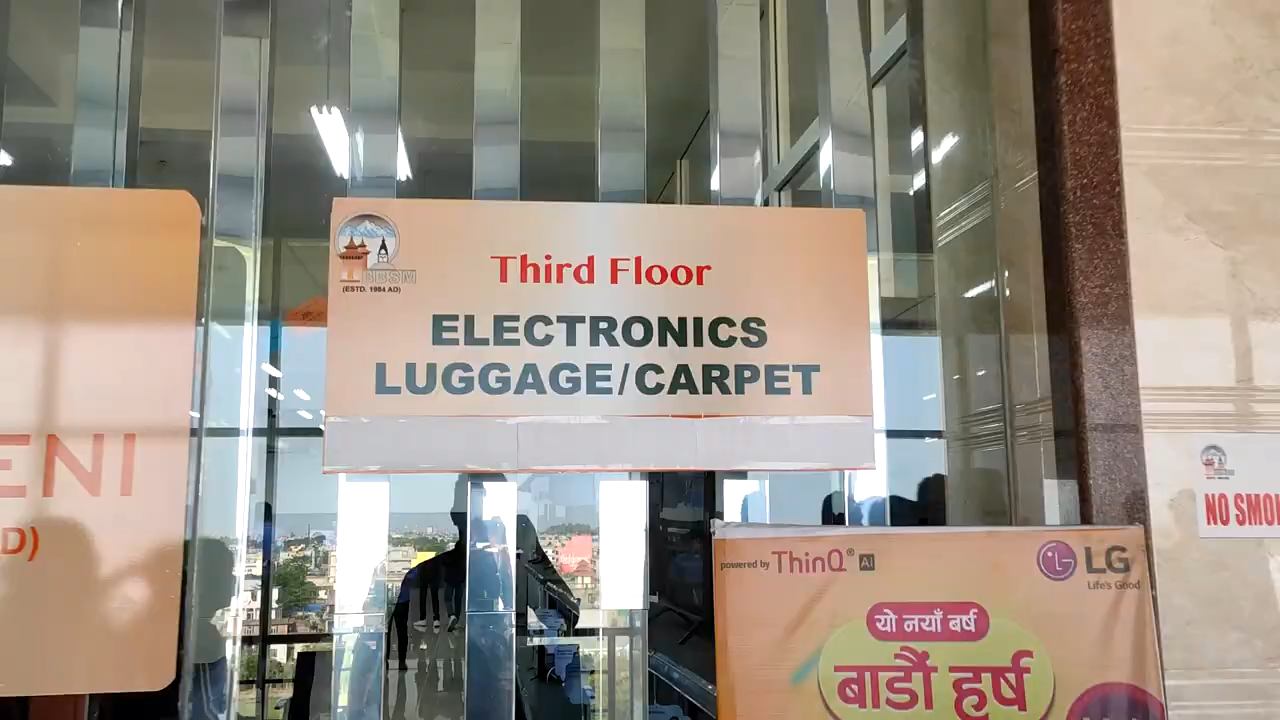 BBSM
(ESTD. 1984 AD)
Third Floor
ELECTRONICS
LUGGAGE/CARPET
ENI
D)
NO SMO
powered by ThinQ® AI
LG
Life's Good
यो नयाँ बर्ष
बाडौं हर्ष